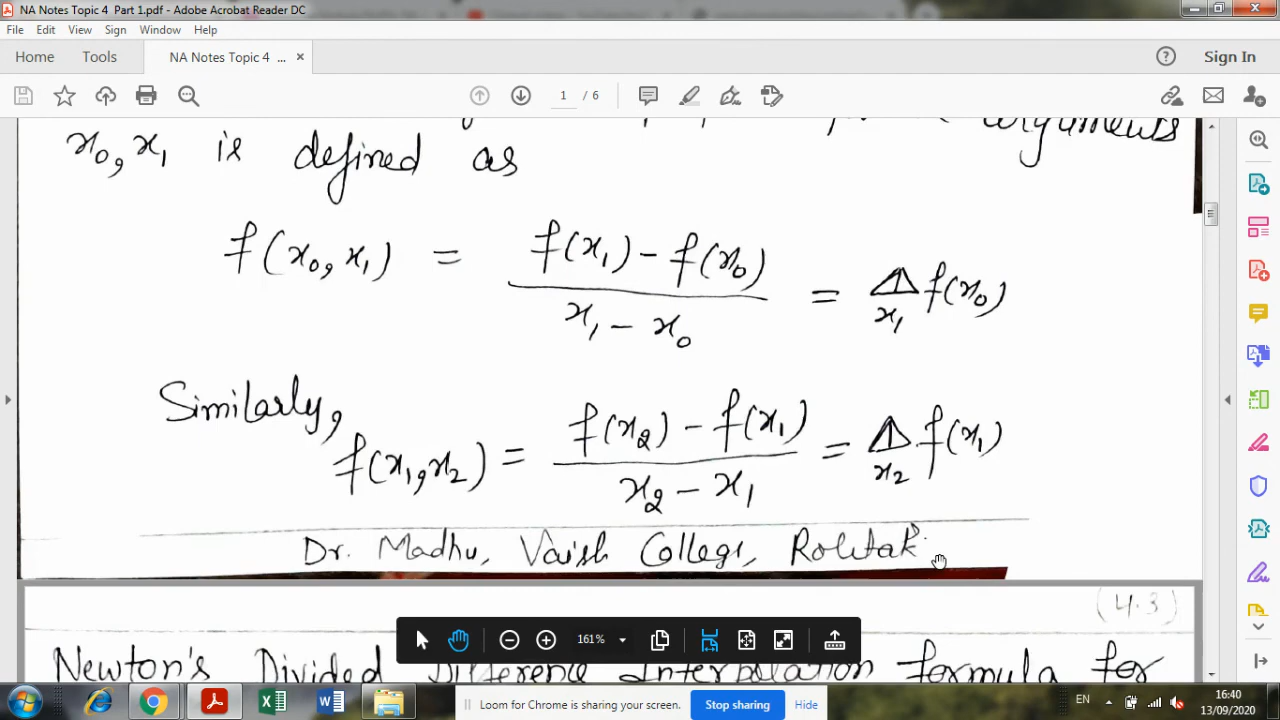 NA Notes Topic 4 Part 1.pdf - Adobe Acrobat Reader DC
File Edit View Sign Window Help
Home Tools NA Notes Topic 4 ... × Sign In
1 / 6
arguments
x₀, x₁ is defined as
f(x₀, x₁) = f(x₁) - f(x₀) / x₁ - x₀ = ⍋ₓ₁ f(x₀)
Similarly,
f(x₁, x₂) = f(x₂) - f(x₁) / x₂ - x₁ = ⍋ₓ₂ f(x₁)
Dr. Madhu, Vaish College, Rohtak
(4.3)
161%
Newton's Divided Difference Interpolation formula for
Loom for Chrome is sharing your screen. Stop sharing Hide
EN
16:40
13/09/2020